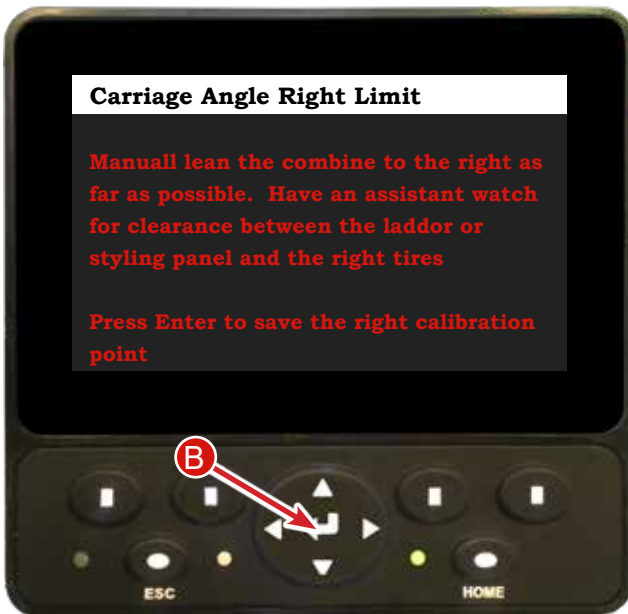 Carriage Angle Right Limit
Manuall lean the combine to the right as
far as possible. Have an assistant watch
for clearance between the laddor or
styling panel and the right tires
Press Enter to save the right calibration
point
B
ESC
HOME